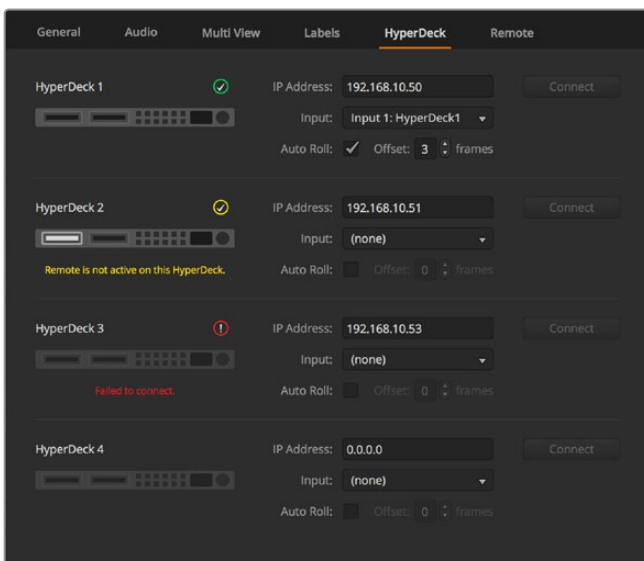 General Audio Multi View Labels HyperDeck Remote
HyperDeck 1 IP Address: 192.168.10.50 Connect
Input: Input 1: HyperDeck1
Auto Roll: Offset: 3 frames
HyperDeck 2 IP Address: 192.168.10.51 Connect
Input: (none)
Remote is not active on this HyperDeck. Auto Roll: Offset: 0 frames
HyperDeck 3 IP Address: 192.168.10.53 Connect
Input: (none)
Failed to connect. Auto Roll: Offset: 0 frames
HyperDeck 4 IP Address: 0.0.0.0 Connect
Input: (none)
Auto Roll: Offset: 0 frames